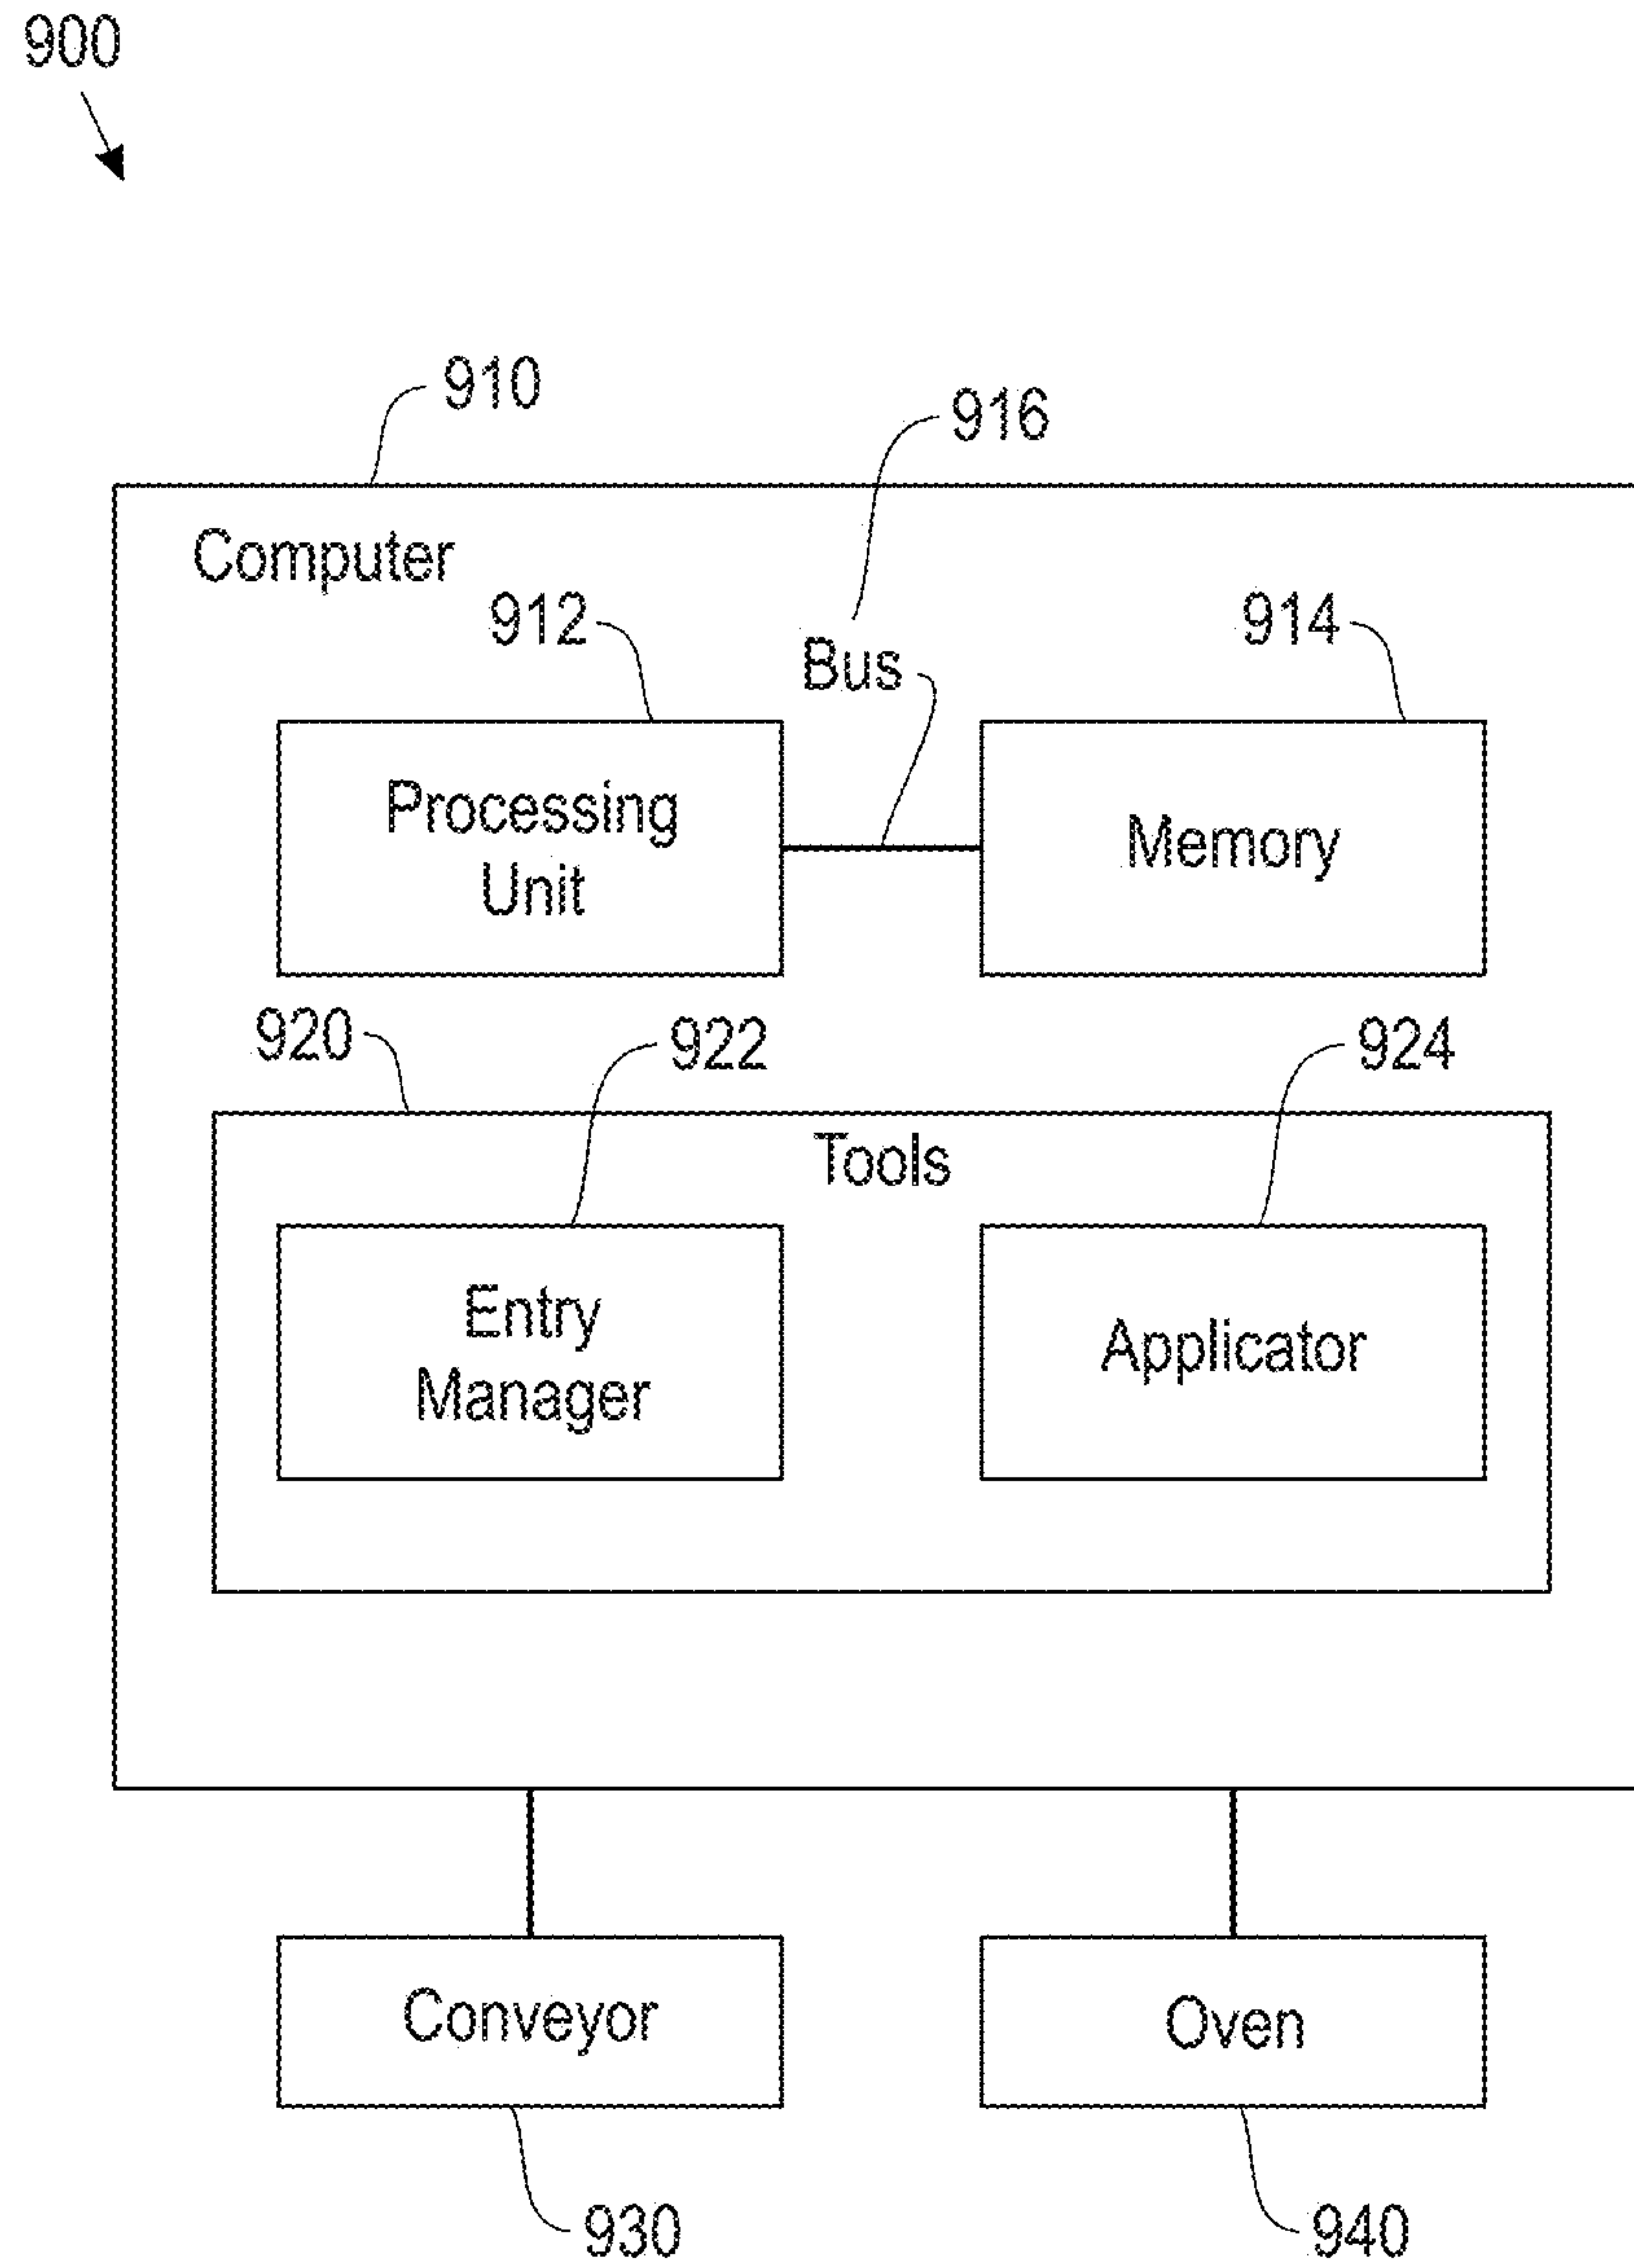 900
910
916
Computer
912
Bus
914
Processing
Unit
Memory
920
922
924
Tools
Entry
Manager
Applicator
Conveyor
Oven
930
940